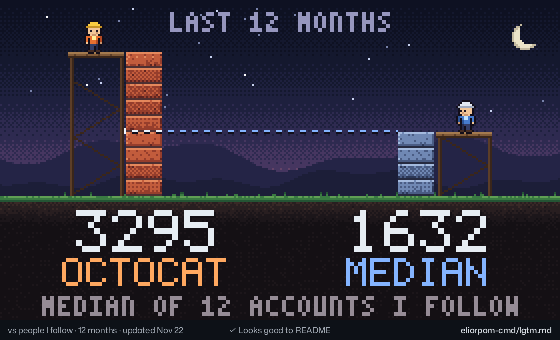 LAST 12 MONTHS
3295 1632
OCTOCAT MEDIAN
MEDIAN OF 12 ACCOUNTS I FOLLOW
vs people I follow · 12 months · updated Nov 22 ✓ Looks good to README eliorpom-cmd/lgtm.md